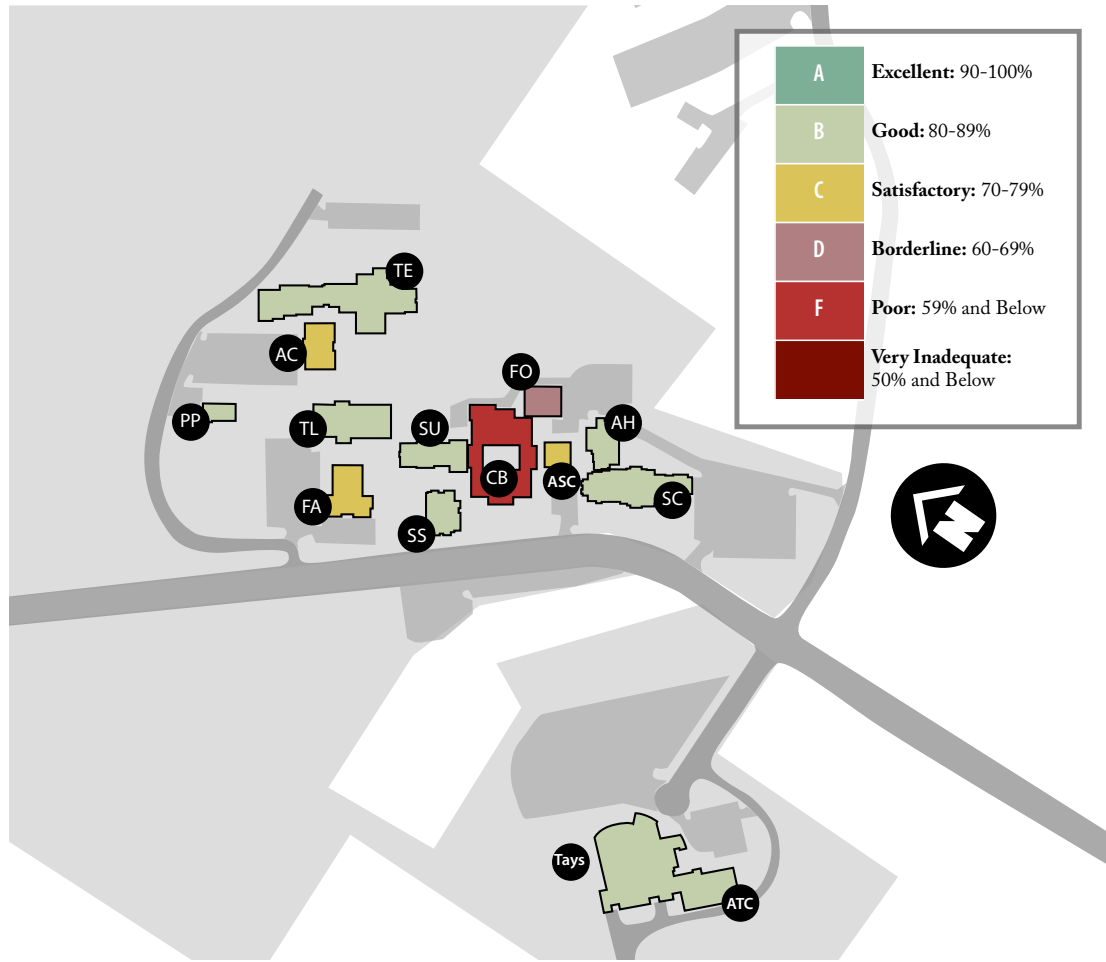 A Excellent: 90-100%
B Good: 80-89%
C Satisfactory: 70-79%
D Borderline: 60-69%
F Poor: 59% and Below
Very Inadequate:
50% and Below
TE
AC
FO
PP
TL
SU
AH
CB
ASC
SC
FA
SS
N
Tays
ATC